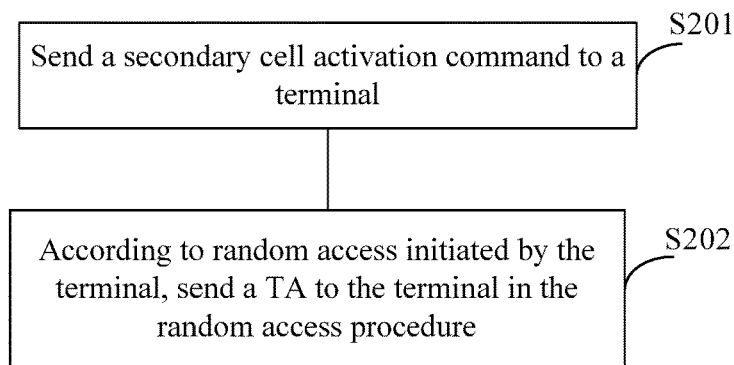 S201
Send a secondary cell activation command to a
terminal
S202
According to random access initiated by the
terminal, send a TA to the terminal in the
random access procedure